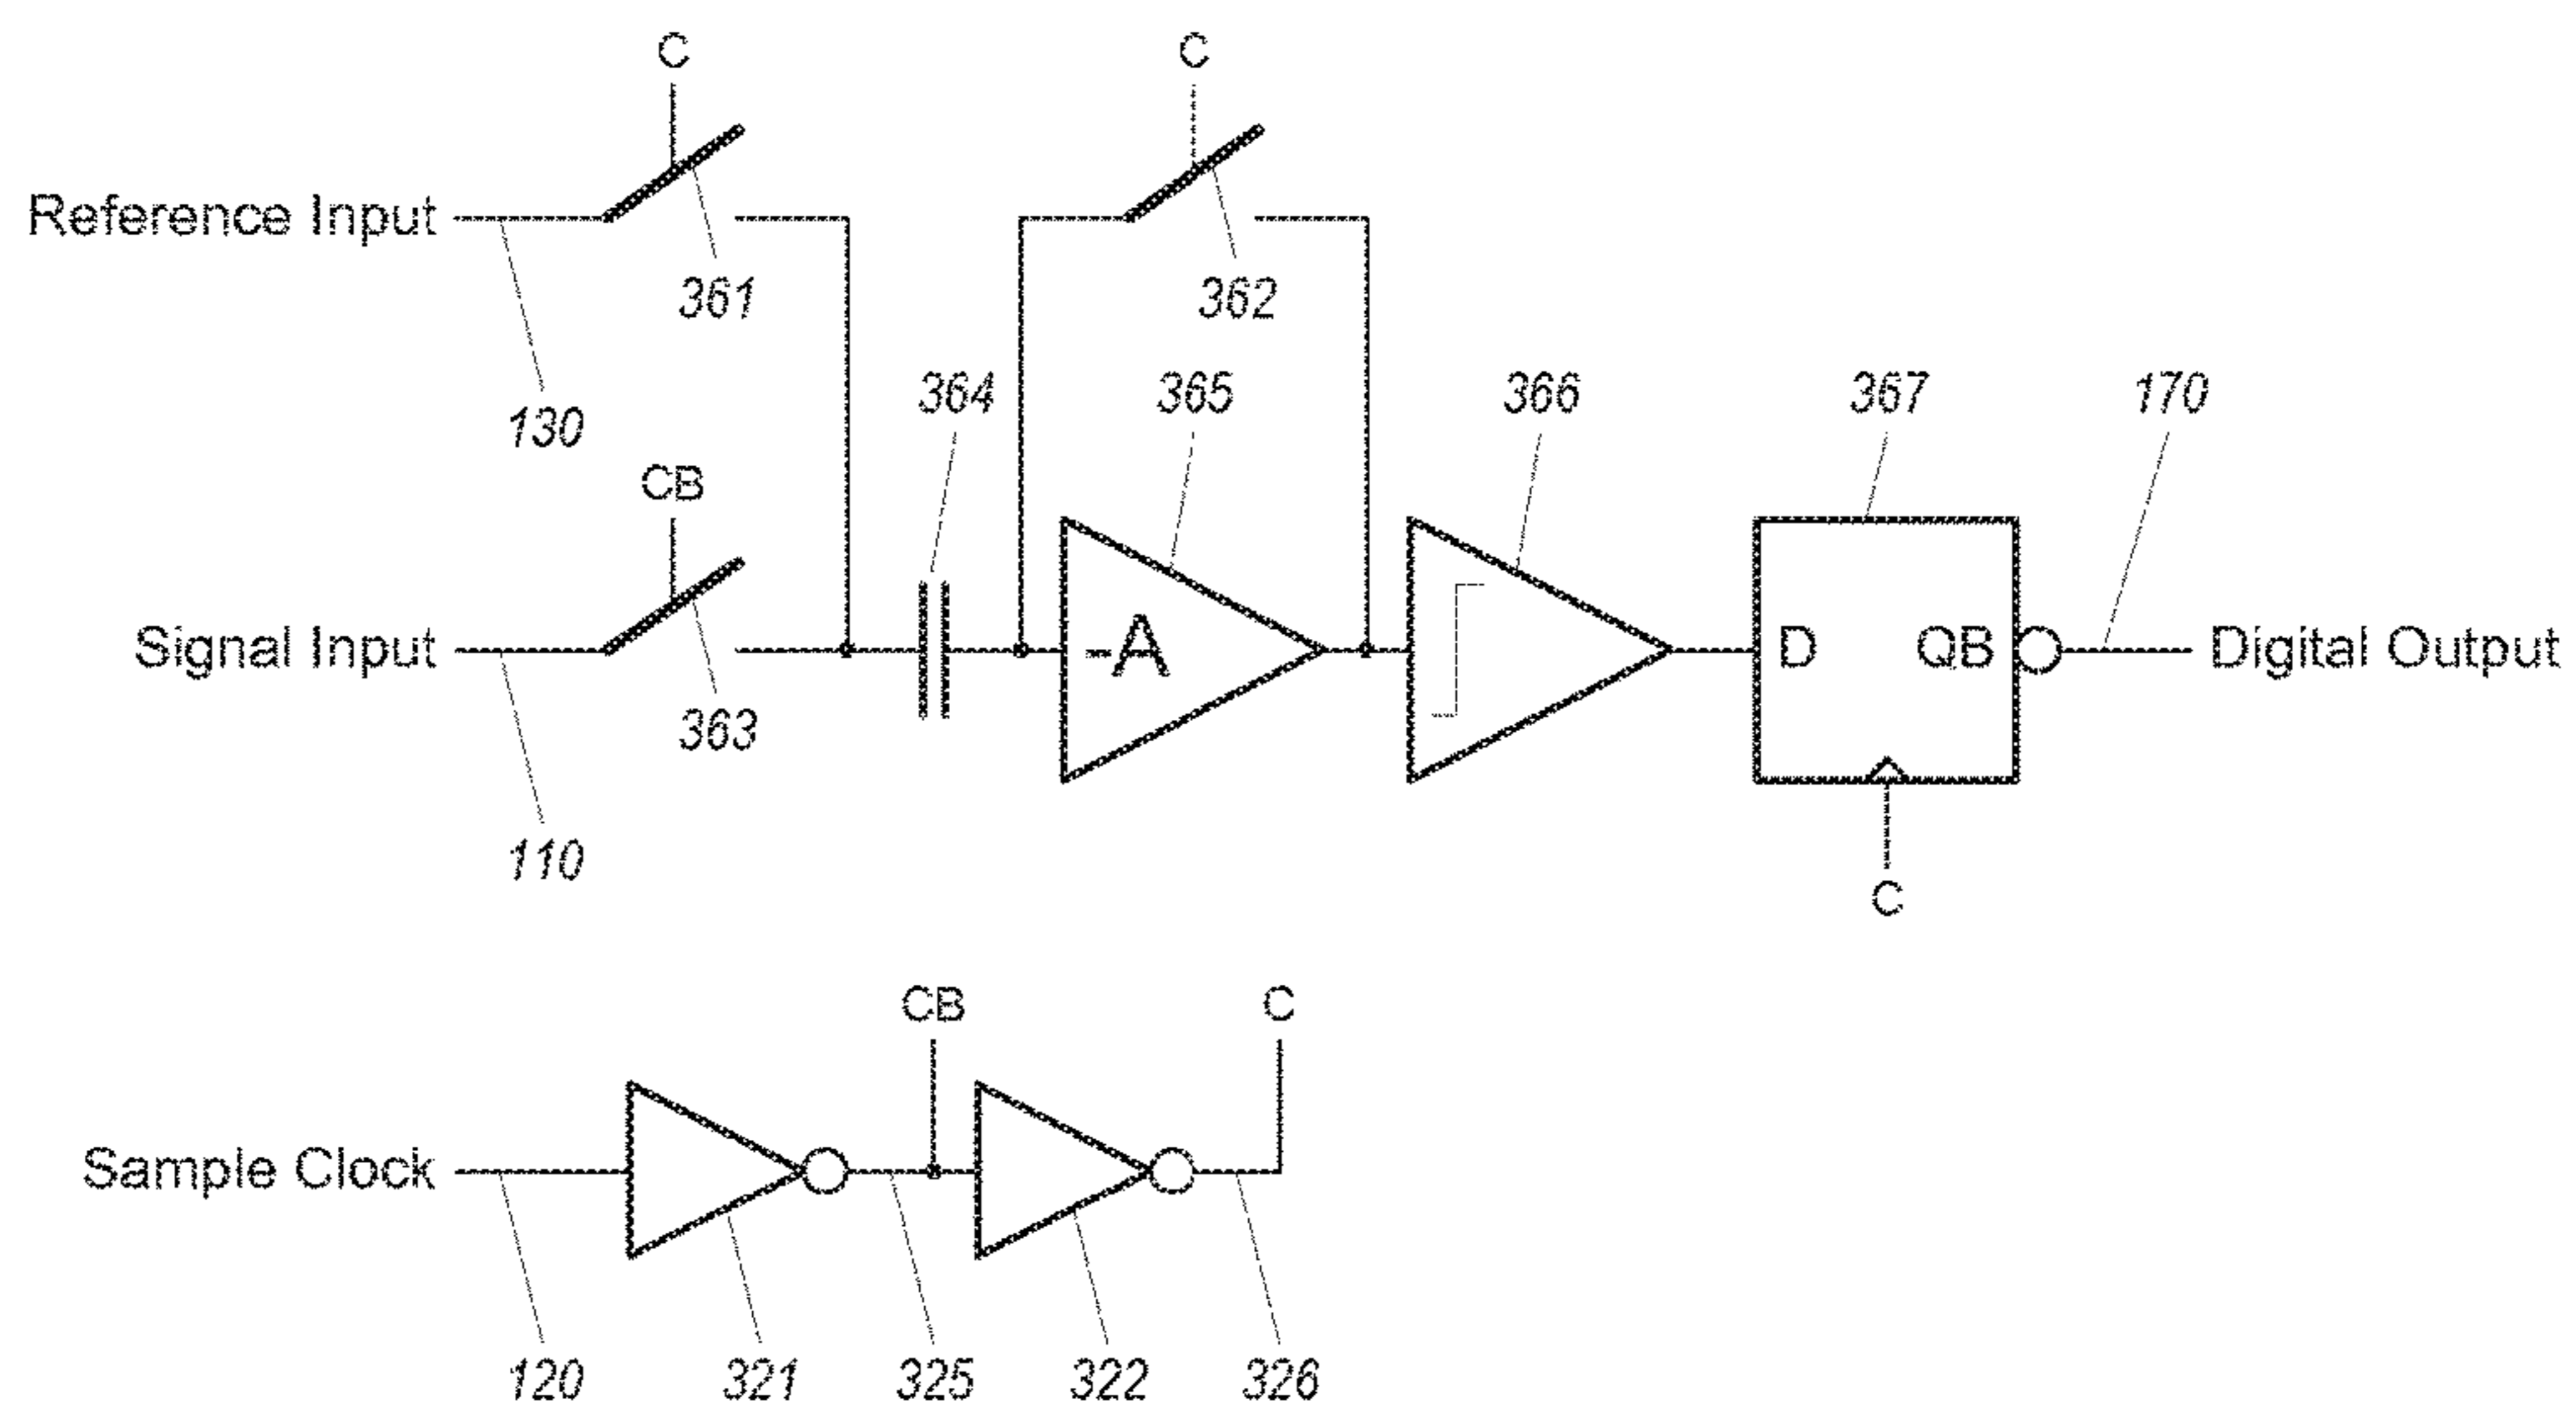 C C
Reference Input
361 362
130
364 365 366 367 170
CB
Signal Input -A D QB Digital Output
363
110
C
CB C
Sample Clock
120 321 325 322 326